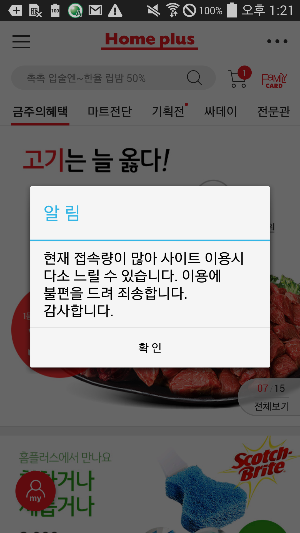 100% 오후 1:21
Home plus
촉촉 입술엔~한율 립밤 50%
1
Family CARD
금주의혜택 마트전단 기획전 싸데이 전문관
고기는 늘 옳다!
알 림
현재 접속량이 많아 사이트 이용시
다소 느릴 수 있습니다. 이용에
불편을 드려 죄송합니다.
감사합니다.
확 인
07 15
전체보기
홈플러스에서 만나요
Scotch-Brite
거나
my
거나